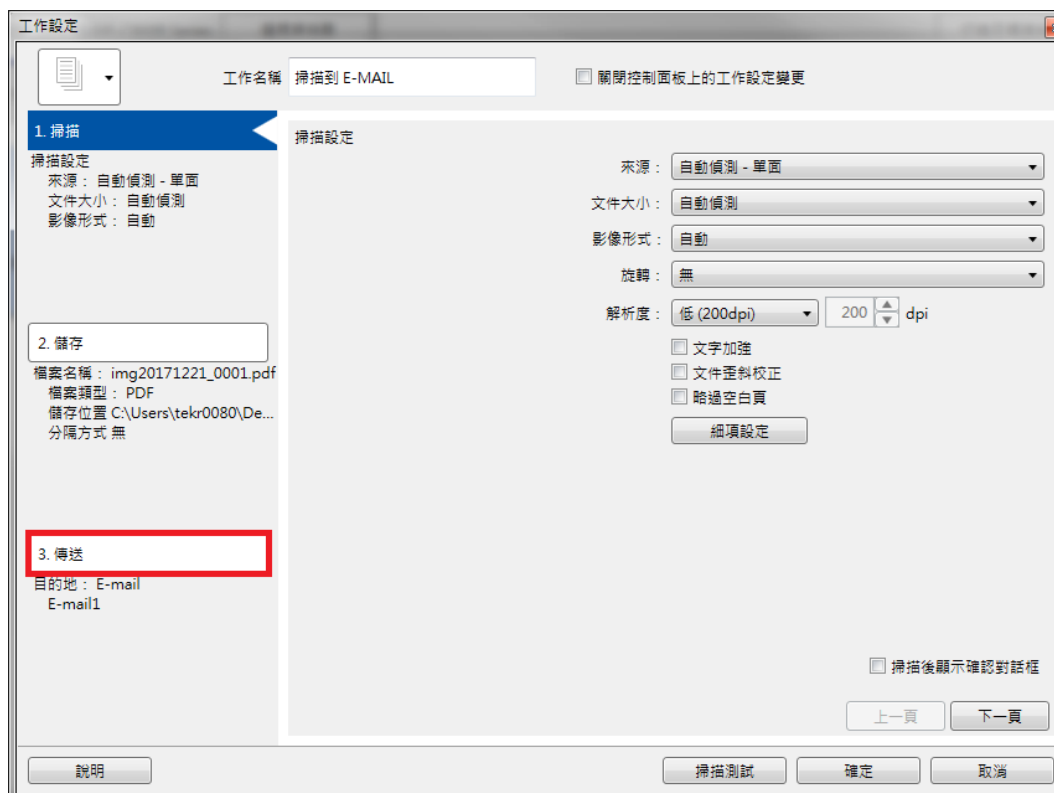 工作設定
工作名稱 掃描到 E-MAIL
關閉控制面板上的工作設定變更
1. 掃描
掃描設定
來源： 自動偵測 - 單面
文件大小： 自動偵測
影像形式： 自動
2. 儲存
檔案名稱： img20171221_0001.pdf
檔案類型： PDF
儲存位置 C:\Users\tekr0080\De...
分隔方式 無
3. 傳送
目的地： E-mail
E-mail1
掃描設定
來源： 自動偵測 - 單面
文件大小： 自動偵測
影像形式： 自動
旋轉： 無
解析度： 低 (200dpi) 200 dpi
文字加強
文件歪斜校正
略過空白頁
細項設定
掃描後顯示確認對話框
上一頁 下一頁
說明 掃描測試 確定 取消